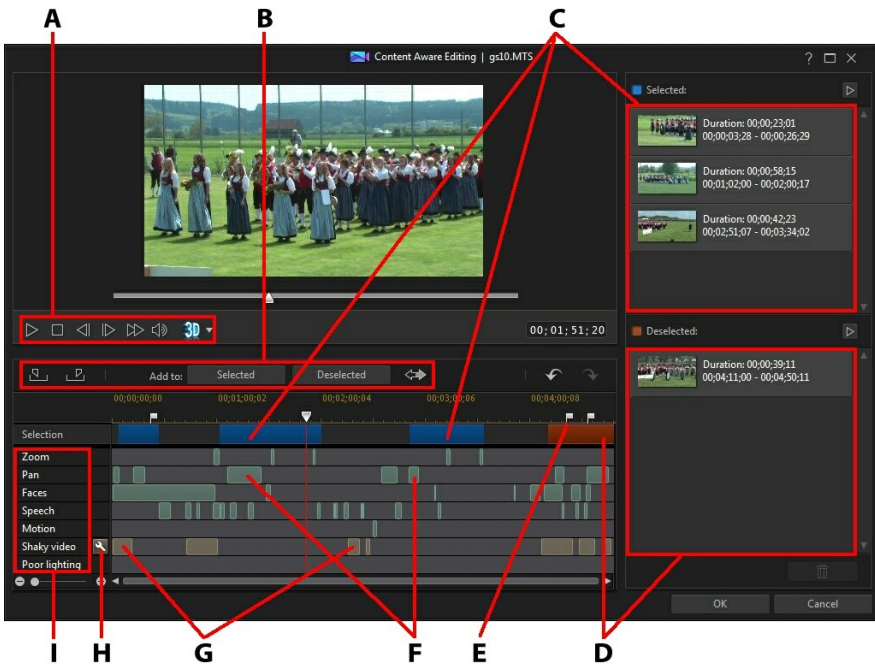 A B C
Content Aware Editing | gs10.MTS
?
Selected:
Duration: 00;00;23;01
00;00;03;28 - 00;00;26;29
Duration: 00;00;58;15
00;01;02;00 - 00;02;00;17
Duration: 00;00;42;23
00;02;51;07 - 00;03;34;02
3D
00; 01; 51; 20
Deselected:
Duration: 00;00;39;11
00;04;11;00 - 00;04;50;11
Add to: Selected Deselected
00;00;00;00 00;01;00;02 00;02;00;04 00;03;00;06 00;04;00;08
Selection
Zoom
Pan
Faces
Speech
Motion
Shaky video
Poor lighting
OK Cancel
I H G F E D